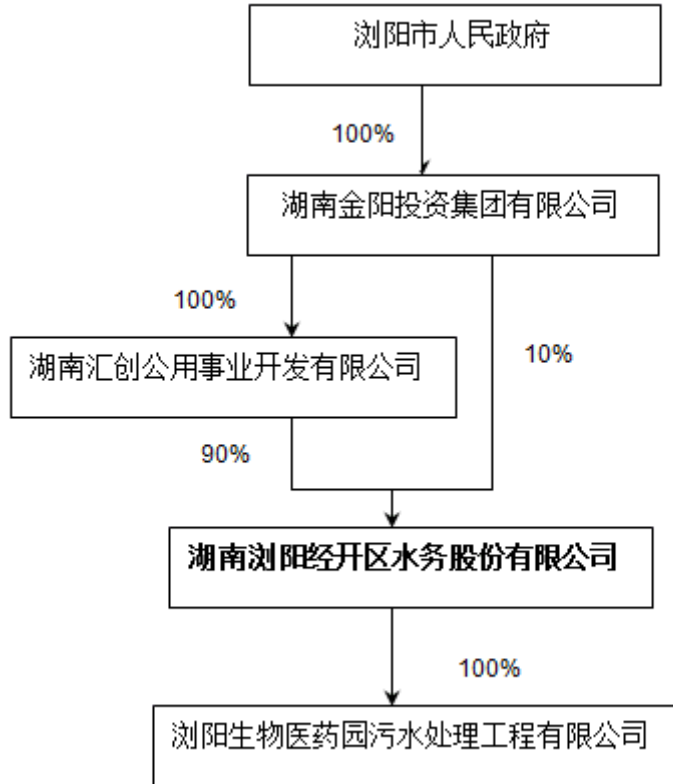 浏阳市人民政府
100%
湖南金阳投资集团有限公司
100%
10%
湖南汇创公用事业开发有限公司
90%
湖南浏阳经开区水务股份有限公司
100%
浏阳生物医药园污水处理工程有限公司